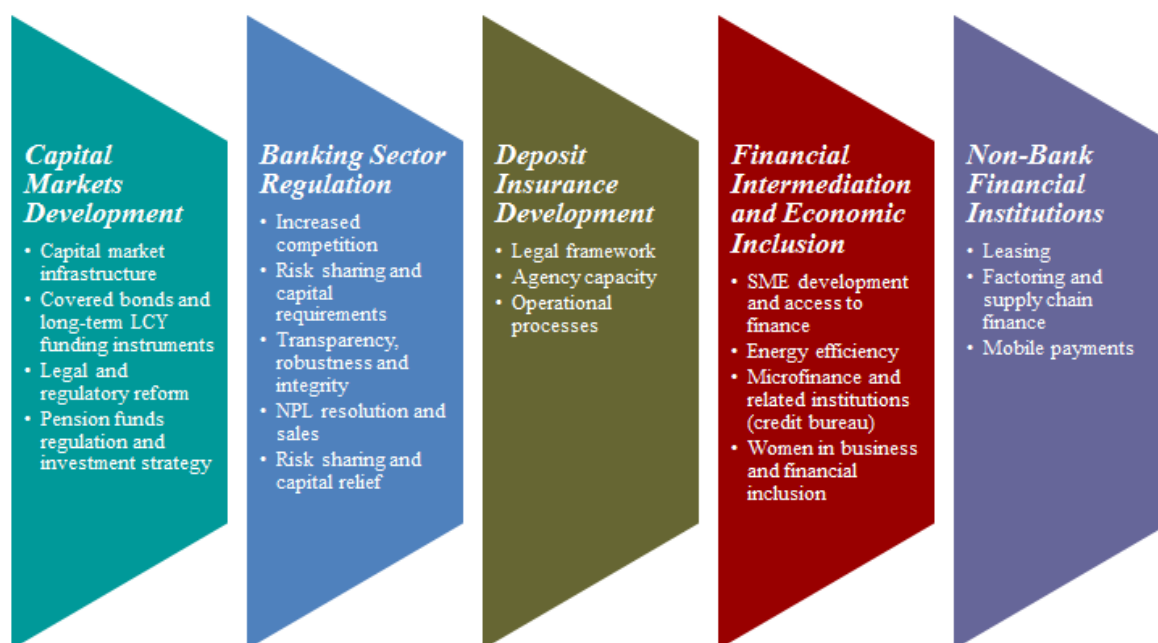 Capital
Markets
Development
• Capital market
infrastructure
• Covered bonds and
long-term LCY
funding instruments
• Legal and
regulatory reform
• Pension funds
regulation and
investment strategy
Banking Sector
Regulation
• Increased
competition
• Risk sharing and
capital
requirements
• Transparency,
robustness and
integrity
• NPL resolution and
sales
• Risk sharing and
capital relief
Deposit
Insurance
Development
• Legal framework
• Agency capacity
• Operational
processes
Financial
Intermediation
and Economic
Inclusion
• SME development
and access to
finance
• Energy efficiency
• Microfinance and
related institutions
(credit bureau)
• Women in business
and financial
inclusion
Non-Bank
Financial
Institutions
• Leasing
• Factoring and
supply chain
finance
• Mobile payments